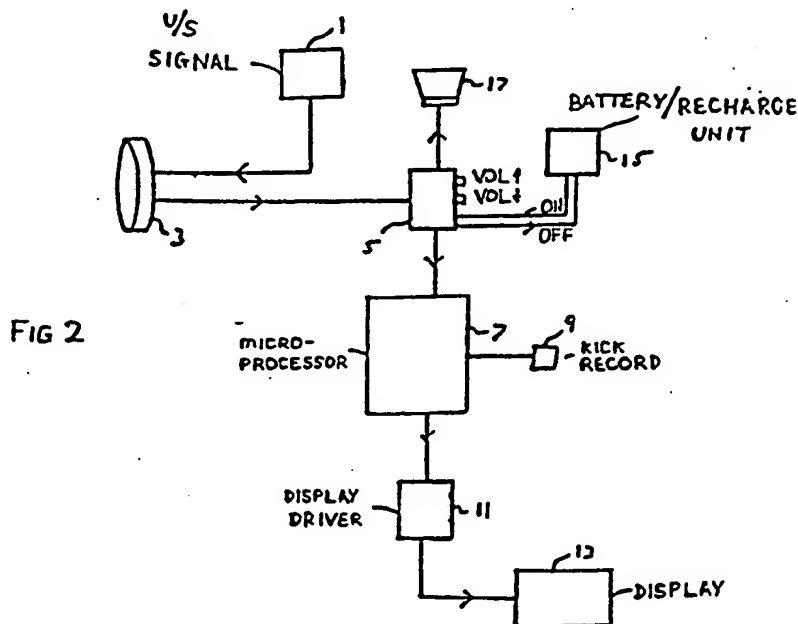 U/S
SIGNAL
1
17
BATTERY/RECHARGE
UNIT
15
VOL↑
VOL↓
ON
OFF
3
5
FIG 2
MICRO-
PROCESSOR
7
9
KICK
RECORD
DISPLAY
DRIVER
11
13
DISPLAY